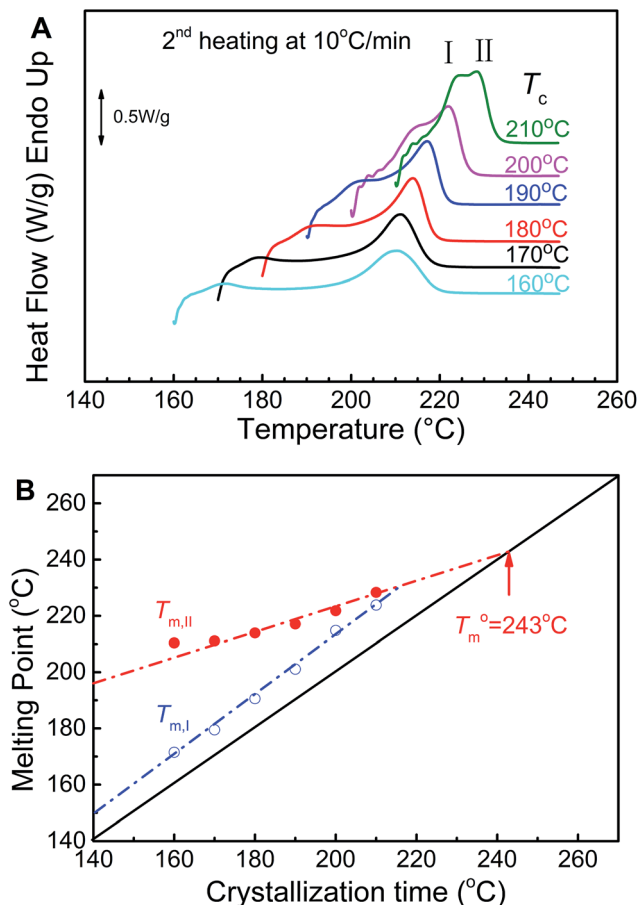 A
2nd heating at 10°C/min
I II
0.5W/g
Tc
210°C
200°C
190°C
180°C
170°C
160°C
Heat Flow (W/g) Endo Up
140 160 180 200 220 240 260
Temperature (°C)
B
260
240
220
200
180
160
140
Tm,II
Tm,I
Tm°=243°C
Melting Point (°C)
140 160 180 200 220 240 260
Crystallization time (°C)